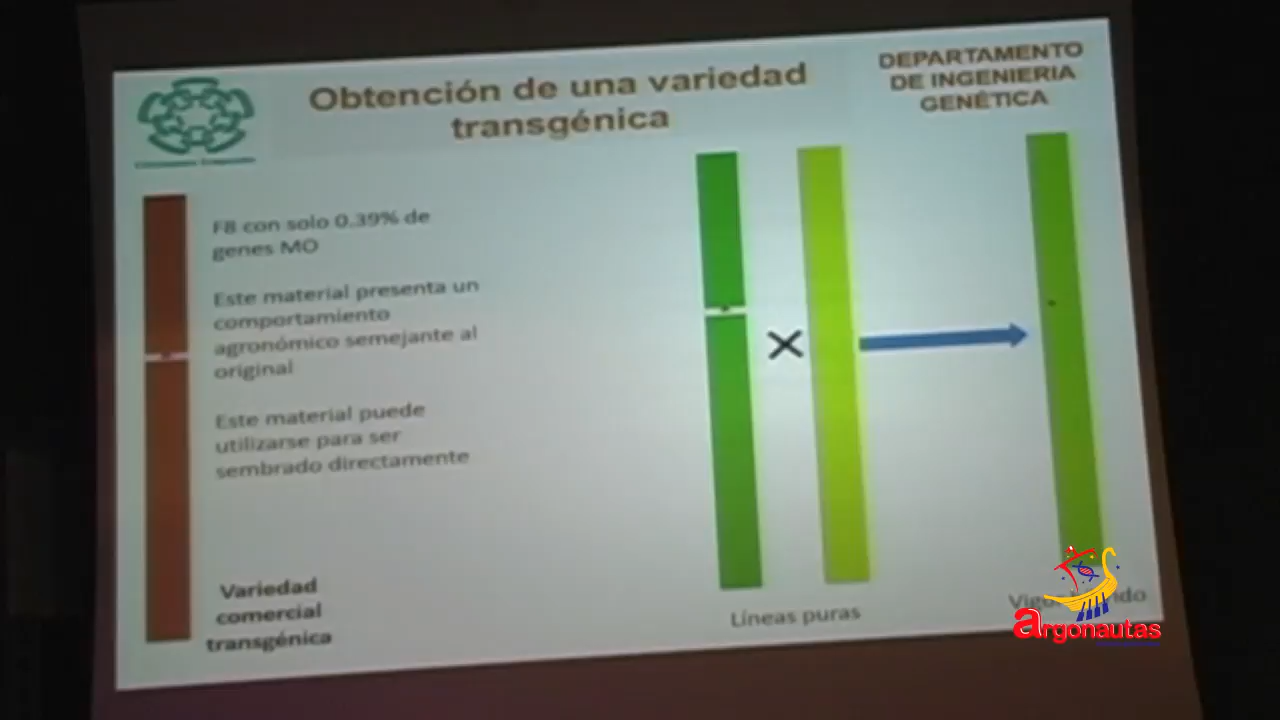 Obtención de una variedad
transgénica
DEPARTAMENTO
DE INGENIERIA
GENÉTICA
F8 con solo 0.39% de
genes MO
Este material presenta un
comportamiento
agronómico semejante al
original
Este material puede
utilizarse para ser
sembrado directamente
Variedad
comercial
transgénica
X
Líneas puras
argonautas